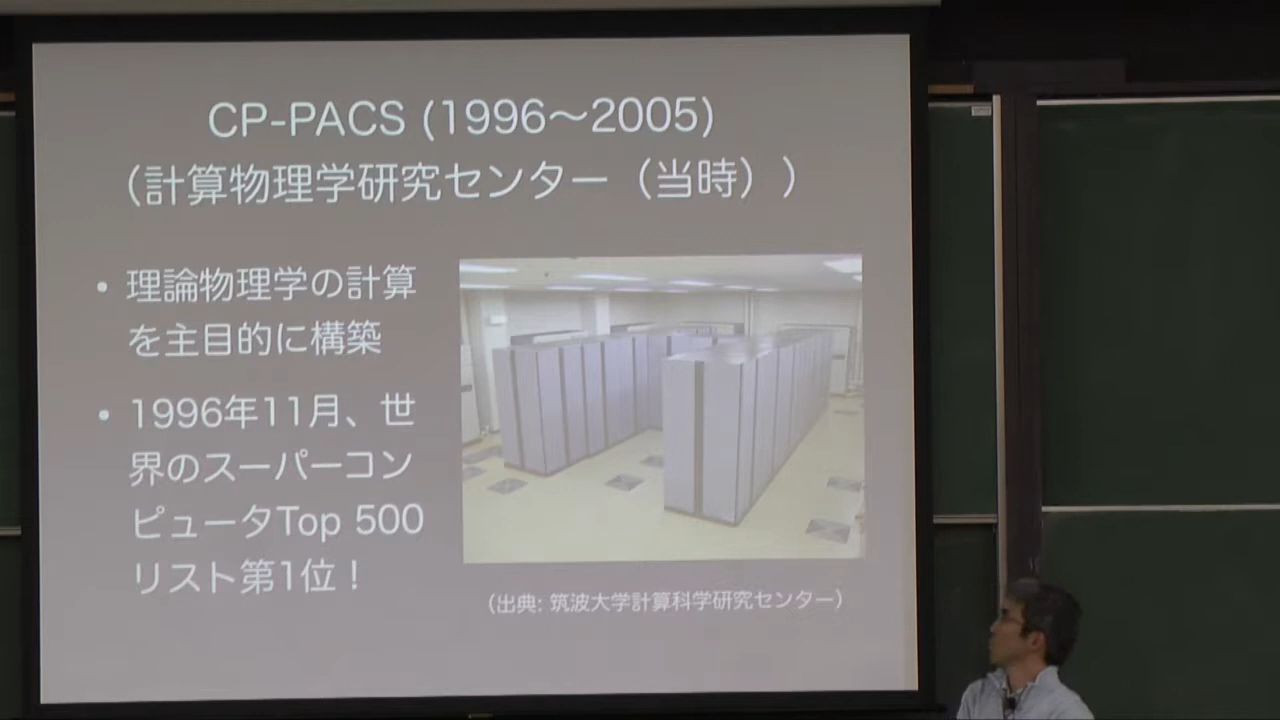 CP-PACS (1996〜2005)
（計算物理学研究センター（当時））
• 理論物理学の計算
を主目的に構築
• 1996年11月、世
界のスーパーコン
ピュータTop 500
リスト第1位！
（出典: 筑波大学計算科学研究センター）